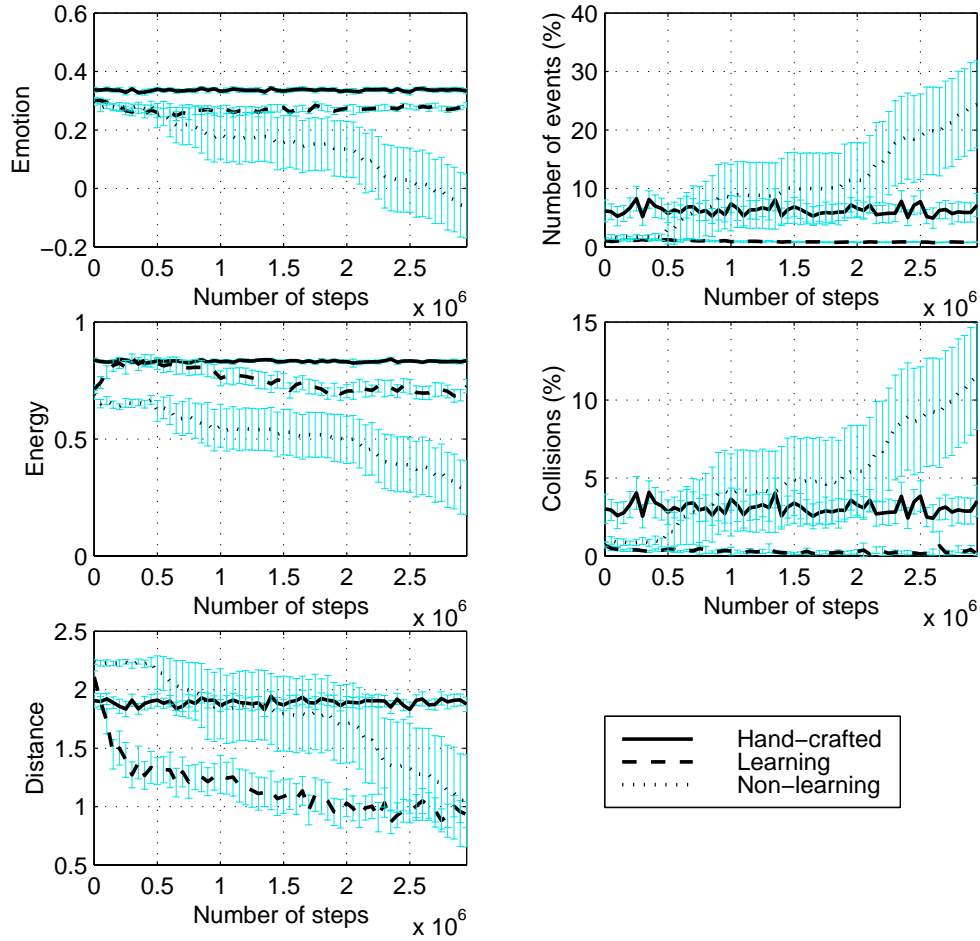 0.6
0.4
0.2
0
−0.2
Emotion
0 0.5 1 1.5 2 2.5
Number of steps
x 10^6
40
30
20
10
0
Number of events (%)
0 0.5 1 1.5 2 2.5
Number of steps
x 10^6
1
0.5
0
Energy
0 0.5 1 1.5 2 2.5
Number of steps
x 10^6
15
10
5
0
Collisions (%)
0 0.5 1 1.5 2 2.5
Number of steps
x 10^6
2.5
2
1.5
1
0.5
Distance
0 0.5 1 1.5 2 2.5
Number of steps
x 10^6
Hand−crafted
Learning
Non−learning